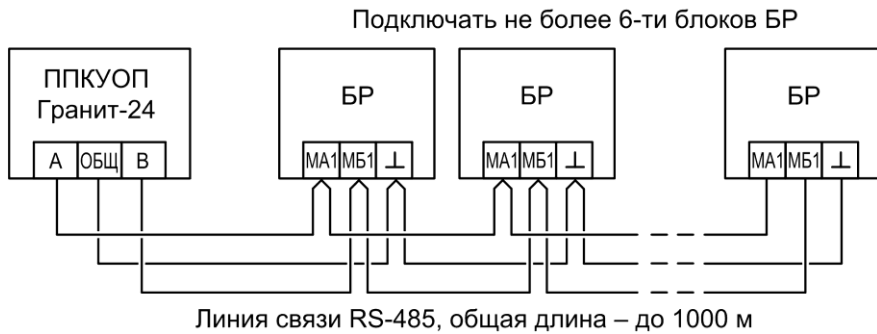 Подключать не более 6-ти блоков БР
ППКУОП
Гранит-24
А ОБЩ В
БР
МА1 МБ1 ⊥
БР
МА1 МБ1 ⊥
БР
МА1 МБ1 ⊥
Линия связи RS-485, общая длина – до 1000 м